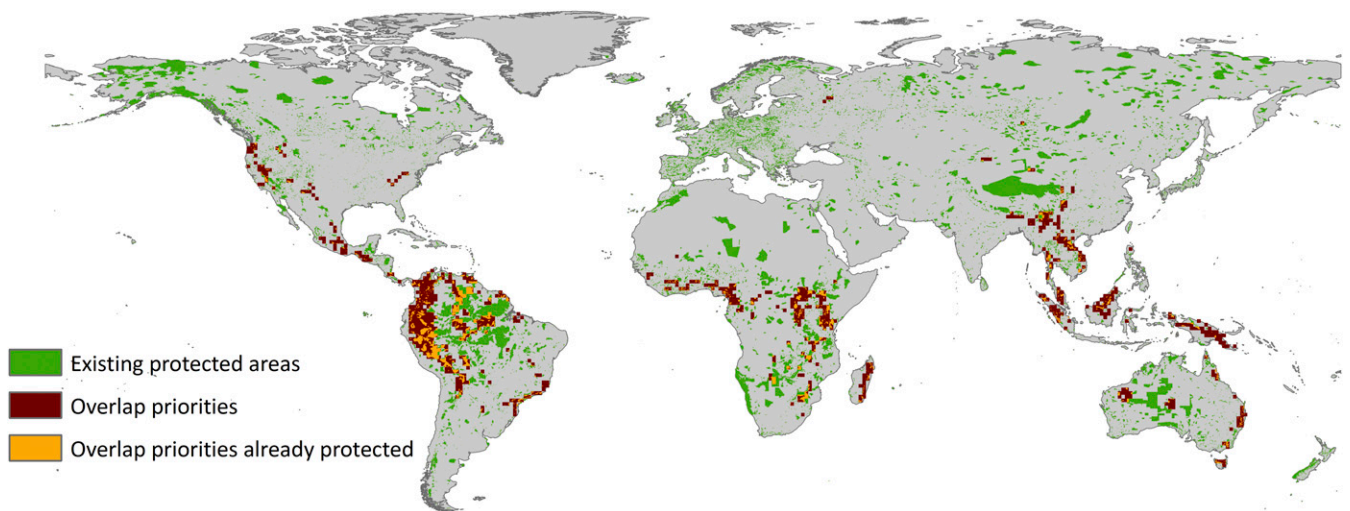 Existing protected areas
Overlap priorities
Overlap priorities already protected